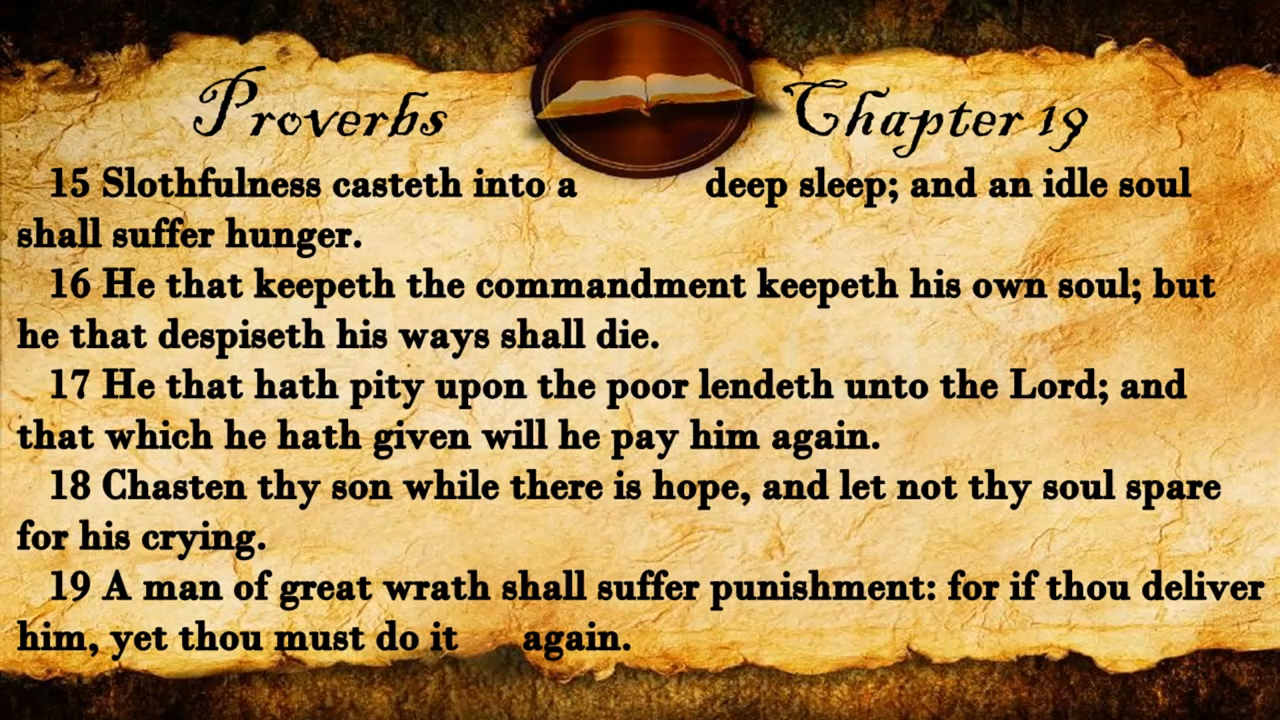 Proverbs Chapter 19
15 Slothfulness casteth into a deep sleep; and an idle soul
shall suffer hunger.
16 He that keepeth the commandment keepeth his own soul; but
he that despiseth his ways shall die.
17 He that hath pity upon the poor lendeth unto the Lord; and
that which he hath given will he pay him again.
18 Chasten thy son while there is hope, and let not thy soul spare
for his crying.
19 A man of great wrath shall suffer punishment: for if thou deliver
him, yet thou must do it again.